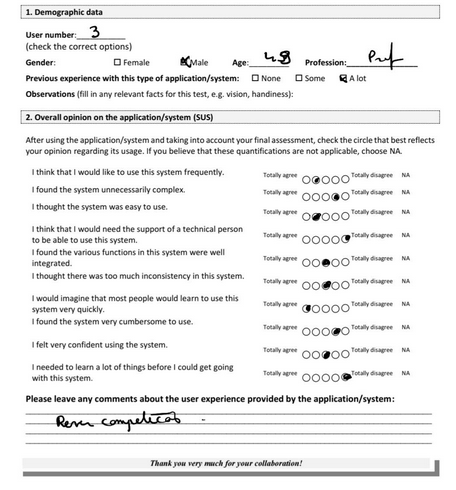 1. Demographic data
User number: 3
(check the correct options)
Gender: Female Male Age: 48 Profession: Prof
Previous experience with this type of application/system: None Some A lot
Observations (fill in any relevant facts for this test, e.g. vision, handiness):
2. Overall opinion on the application/system (SUS)
After using the application/system and taking into account your final assessment, check the circle that best reflects
your opinion regarding its usage. If you believe that these quantifications are not applicable, choose NA.
I think that I would like to use this system frequently. Totally agree Totally disagree NA
I found the system unnecessarily complex. Totally agree Totally disagree NA
I thought the system was easy to use. Totally agree Totally disagree NA
I think that I would need the support of a technical person
to be able to use this system. Totally agree Totally disagree NA
I found the various functions in this system were well
integrated. Totally agree Totally disagree NA
I thought there was too much inconsistency in this system. Totally agree Totally disagree NA
I would imagine that most people would learn to use this
system very quickly. Totally agree Totally disagree NA
I found the system very cumbersome to use. Totally agree Totally disagree NA
I felt very confident using the system. Totally agree Totally disagree NA
I needed to learn a lot of things before I could get going
with this system. Totally agree Totally disagree NA
Please leave any comments about the user experience provided by the application/system:
Thank you very much for your collaboration!